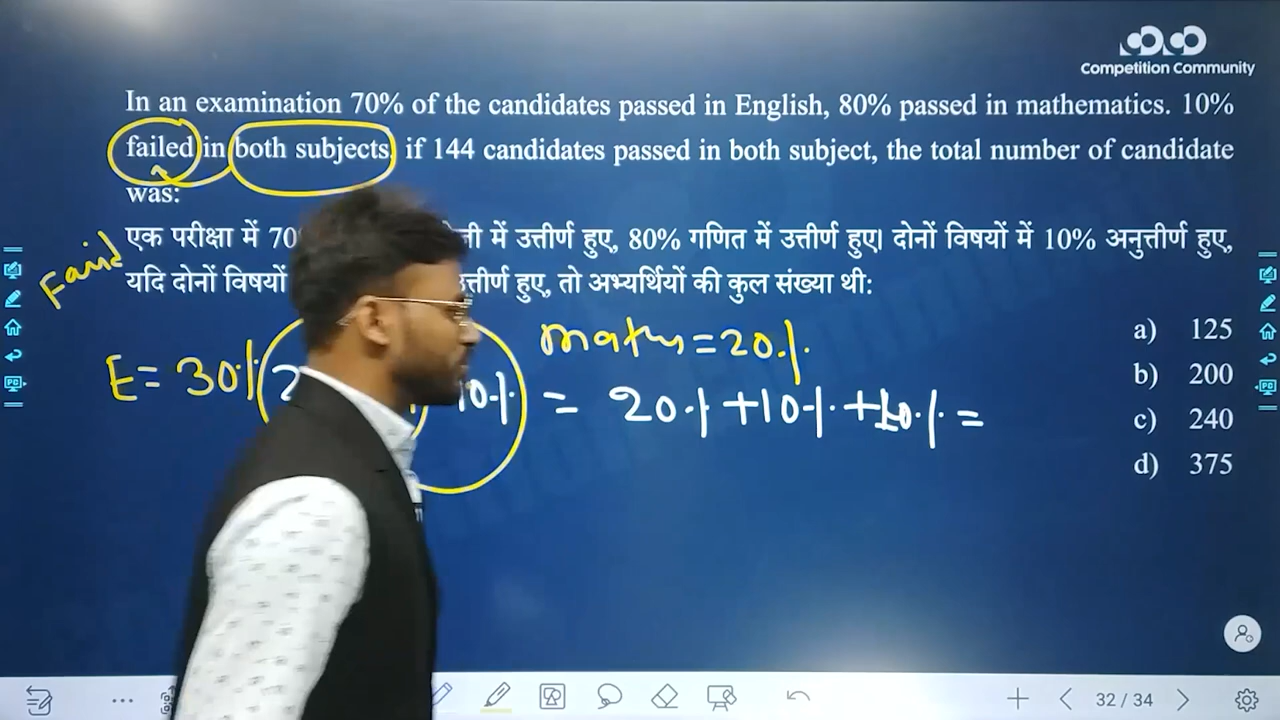 Competition Community
In an examination 70% of the candidates passed in English, 80% passed in mathematics. 10%
failed in both subjects, if 144 candidates passed in both subject, the total number of candidate
was:
एक परीक्षा में 70 में उत्तीर्ण हुए, 80% गणित में उत्तीर्ण हुए। दोनों विषयों में 10% अनुत्तीर्ण हुए,
यदि दोनों विषयों हुए, तो अभ्यर्थियों की कुल संख्या थी:
Faild
E = 30% 2 10%
maths = 20%
= 20% + 10% + 10% =
a) 125
b) 200
c) 240
d) 375
32 / 34